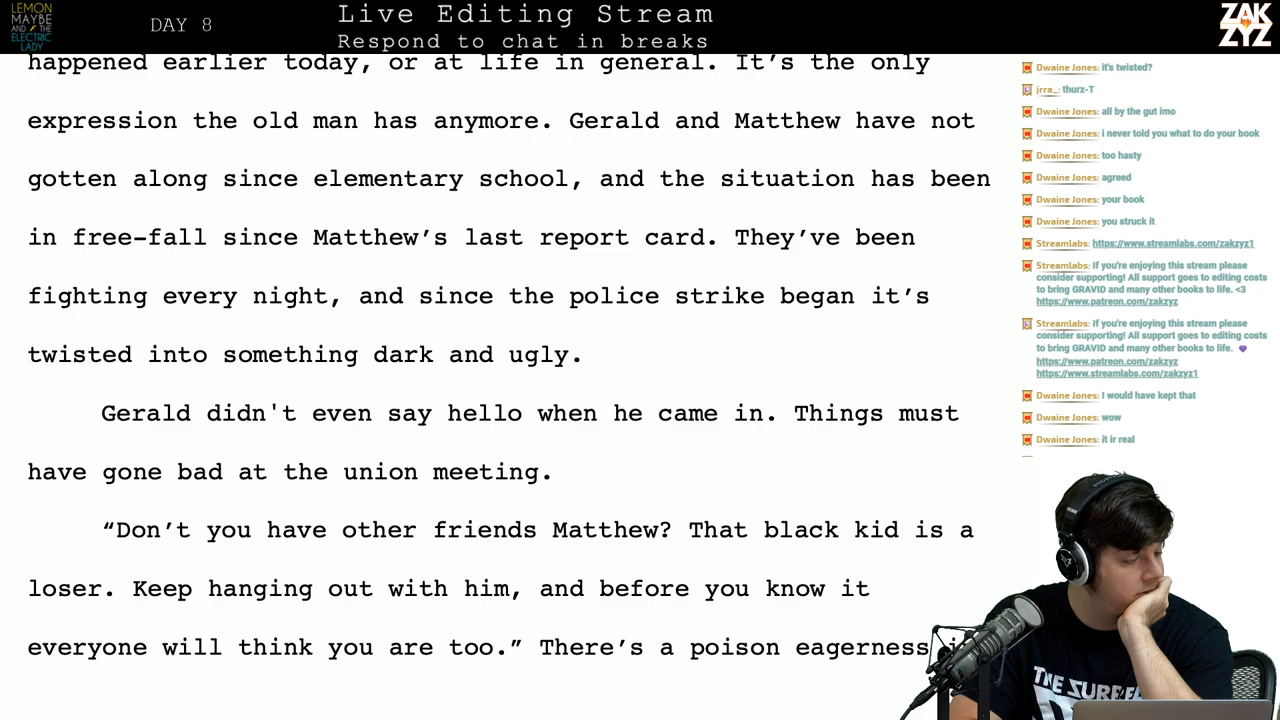 LEMON
MAYBE
AND THE
ELECTRIC
LADY
DAY 8
Live Editing Stream
Respond to chat in breaks
ZAK
ZYZ
happened earlier today, or at life in general. It’s the only
expression the old man has anymore. Gerald and Matthew have not
gotten along since elementary school, and the situation has been
in free-fall since Matthew’s last report card. They’ve been
fighting every night, and since the police strike began it’s
twisted into something dark and ugly.
Gerald didn't even say hello when he came in. Things must
have gone bad at the union meeting.
“Don’t you have other friends Matthew? That black kid is a
loser. Keep hanging out with him, and before you know it
everyone will think you are too.” There’s a poison eagerness
Dwaine Jones: it's twisted?
jrra_: thurz-T
Dwaine Jones: all by the gut imo
Dwaine Jones: i never told you what to do your book
Dwaine Jones: too hasty
Dwaine Jones: agreed
Dwaine Jones: your book
Dwaine Jones: you struck it
Streamlabs: https://www.streamlabs.com/zakzyz1
Streamlabs: If you're enjoying this stream please
consider supporting! All support goes to editing costs
to bring GRAVID and many other books to life. <3
https://www.patreon.com/zakzyz
Streamlabs: If you're enjoying this stream please
consider supporting! All support goes to editing costs
to bring GRAVID and many other books to life. 💜
https://www.patreon.com/zakzyz
https://www.streamlabs.com/zakzyz1
Dwaine Jones: I would have kept that
Dwaine Jones: wow
Dwaine Jones: it ir real
THE